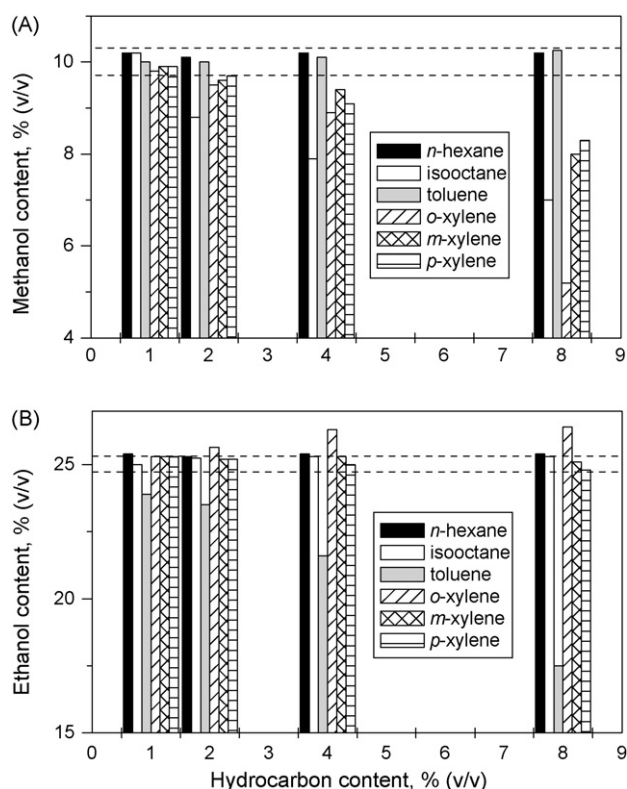 (A)
Methanol content, % (v/v)
10
8
6
4
n-hexane
isooctane
toluene
o-xylene
m-xylene
p-xylene
0 1 2 3 4 5 6 7 8 9
(B)
Ethanol content, % (v/v)
25
20
15
n-hexane
isooctane
toluene
o-xylene
m-xylene
p-xylene
0 1 2 3 4 5 6 7 8 9
Hydrocarbon content, % (v/v)